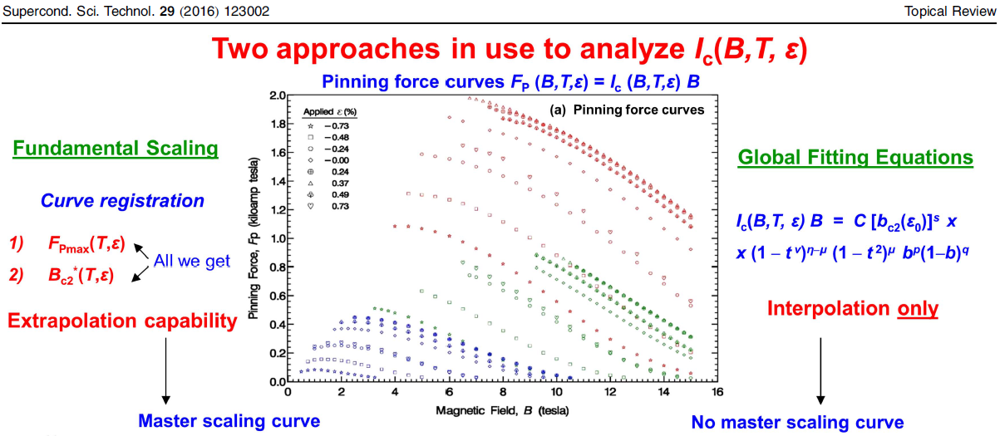 Supercond. Sci. Technol. 29 (2016) 123002
Topical Review
Two approaches in use to analyze Ic(B,T, ε)
Pinning force curves FP (B,T,ε) = Ic (B,T,ε) B
Fundamental Scaling
Curve registration
1) FPmax(T,ε)
2) Bc2*(T,ε)
All we get
Extrapolation capability
Master scaling curve
(a) Pinning force curves
Applied ε (%)
−0.73
−0.48
−0.24
−0.00
0.24
0.37
0.49
0.73
Pinning Force, Fp (kiloamp tesla)
2.0
1.8
1.6
1.4
1.2
1.0
0.8
0.6
0.4
0.2
0.0
0 2 4 6 8 10 12 14 16
Magnetic Field, B (tesla)
Global Fitting Equations
Ic(B,T, ε) B = C [bc2(ε0)]s x
x (1 – tν)η–μ (1 – t2)μ bp(1–b)q
Interpolation only
No master scaling curve